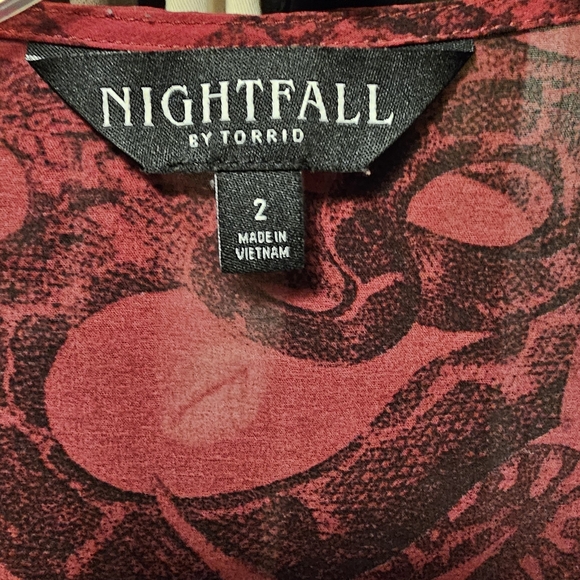 NIGHTFALL
BY TORRID
2
MADE IN
VIETNAM